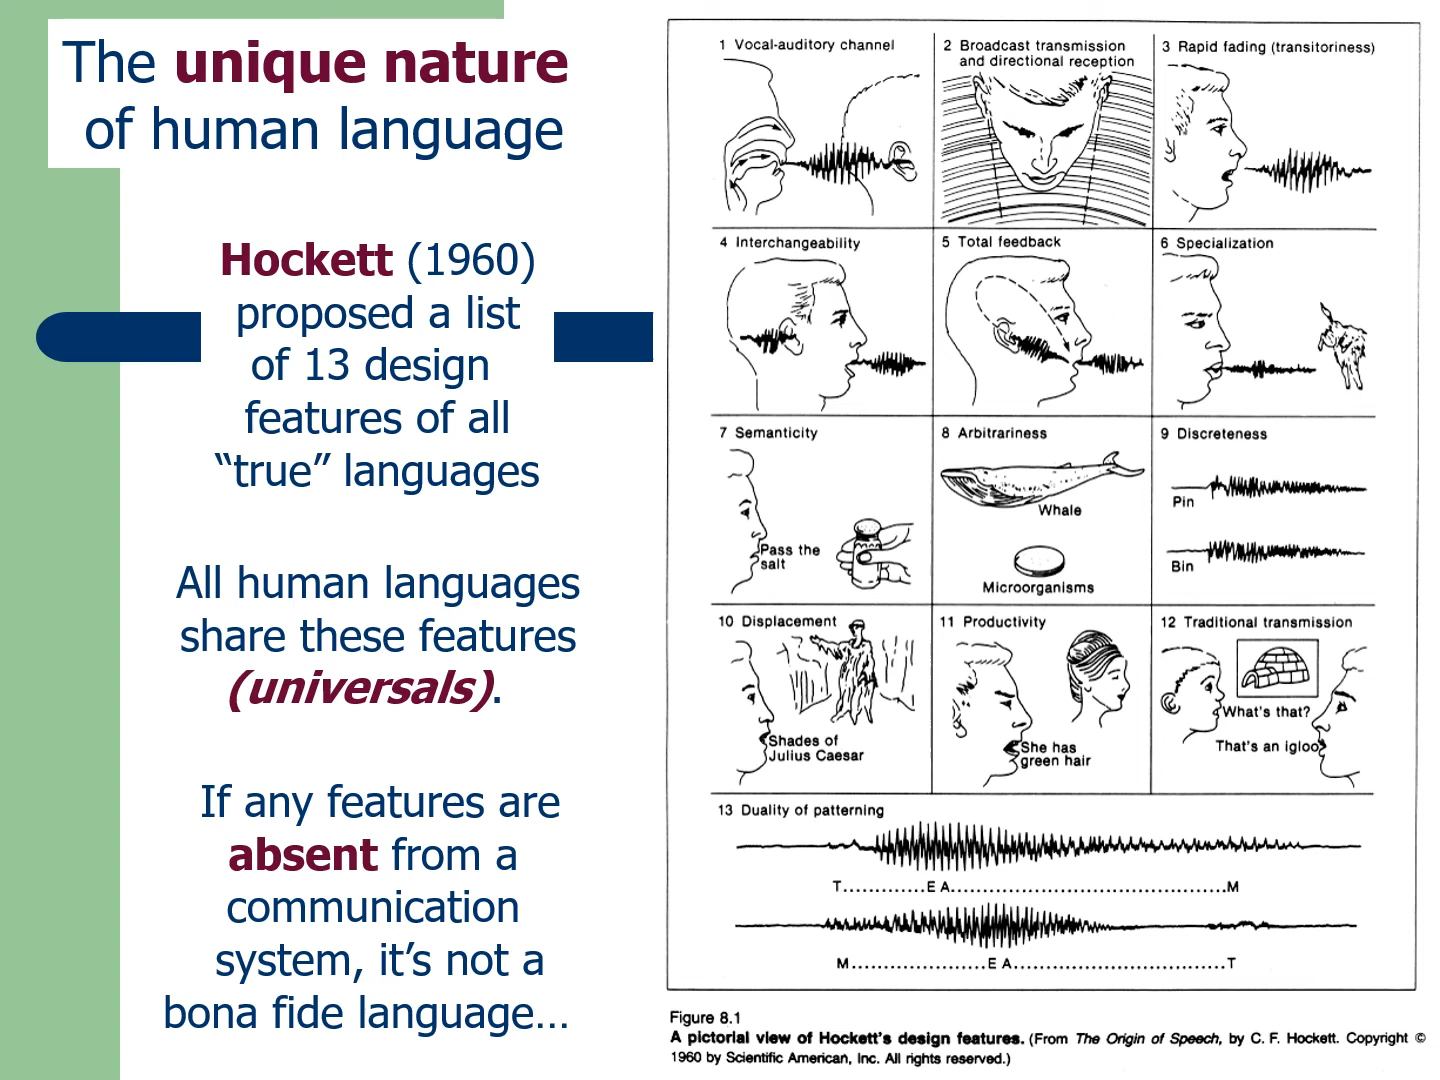 The unique nature
of human language
Hockett (1960)
proposed a list
of 13 design
features of all
“true” languages
All human languages
share these features
(universals).
If any features are
absent from a
communication
system, it’s not a
bona fide language…
1 Vocal-auditory channel
2 Broadcast transmission
and directional reception
3 Rapid fading (transitoriness)
4 Interchangeability
5 Total feedback
6 Specialization
7 Semanticity
Pass the
salt
8 Arbitrariness
Whale
Microorganisms
9 Discreteness
Pin
Bin
10 Displacement
Shades of
Julius Caesar
11 Productivity
She has
green hair
12 Traditional transmission
What's that?
That's an igloo
13 Duality of patterning
T.............E A...........................................M
M.....................E A.................................T
Figure 8.1
A pictorial view of Hockett's design features. (From The Origin of Speech, by C. F. Hockett. Copyright ©
1960 by Scientific American, Inc. All rights reserved.)